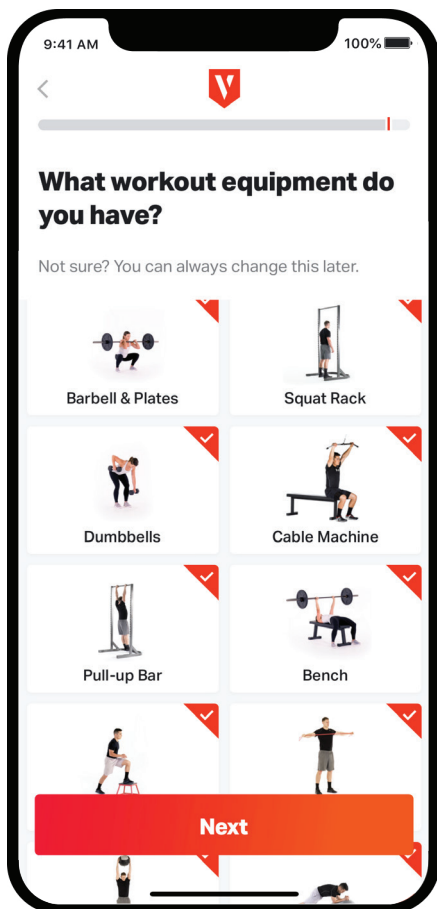 9:41 AM 100%
What workout equipment do
you have?
Not sure? You can always change this later.
Barbell & Plates Squat Rack
Dumbbells Cable Machine
Pull-up Bar Bench
Next